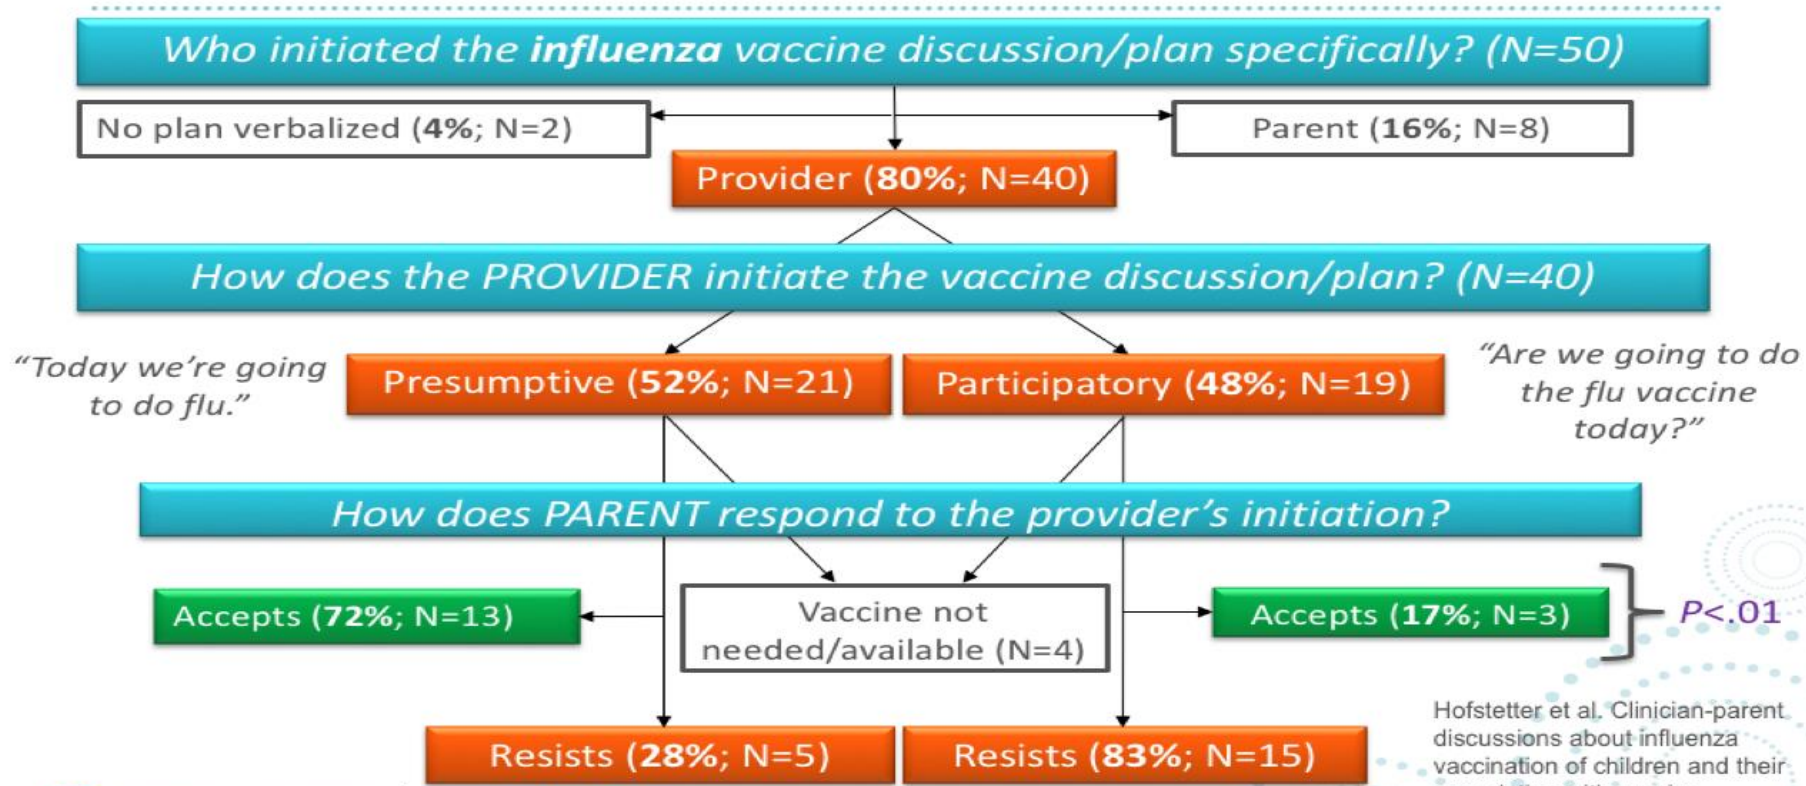 Who initiated the influenza vaccine discussion/plan specifically? (N=50)
No plan verbalized (4%; N=2)
Parent (16%; N=8)
Provider (80%; N=40)
How does the PROVIDER initiate the vaccine discussion/plan? (N=40)
“Today we’re going
to do flu.”
Presumptive (52%; N=21)
Participatory (48%; N=19)
“Are we going to do
the flu vaccine
today?”
How does PARENT respond to the provider’s initiation?
Accepts (72%; N=13)
Vaccine not
needed/available (N=4)
Accepts (17%; N=3)
P<.01
Resists (28%; N=5)
Resists (83%; N=15)
Hofstetter et al. Clinician-parent
discussions about influenza
vaccination of children and their